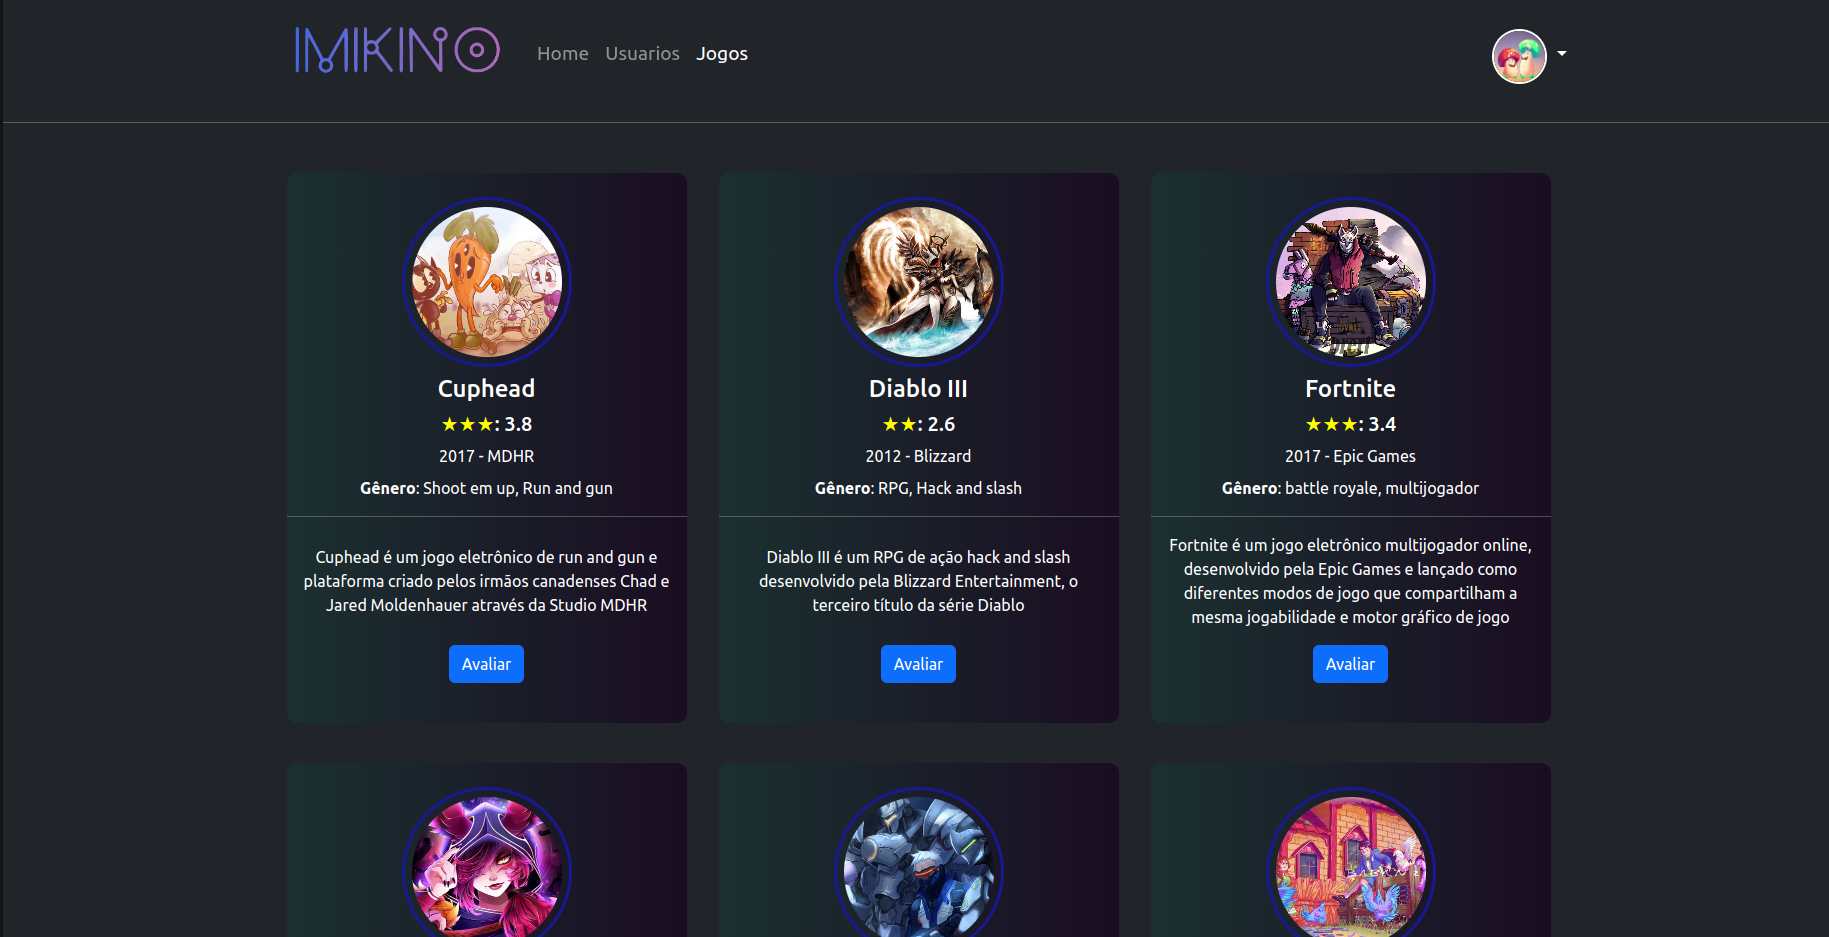 IMIKINO
Home Usuarios Jogos
Cuphead
★★★: 3.8
2017 - MDHR
Gênero: Shoot em up, Run and gun
Cuphead é um jogo eletrônico de run and gun e
plataforma criado pelos irmãos canadenses Chad e
Jared Moldenhauer através da Studio MDHR
Avaliar
Diablo III
★★: 2.6
2012 - Blizzard
Gênero: RPG, Hack and slash
Diablo III é um RPG de ação hack and slash
desenvolvido pela Blizzard Entertainment, o
terceiro título da série Diablo
Avaliar
Fortnite
★★★: 3.4
2017 - Epic Games
Gênero: battle royale, multijogador
Fortnite é um jogo eletrônico multijogador online,
desenvolvido pela Epic Games e lançado como
diferentes modos de jogo que compartilham a
mesma jogabilidade e motor gráfico de jogo
Avaliar